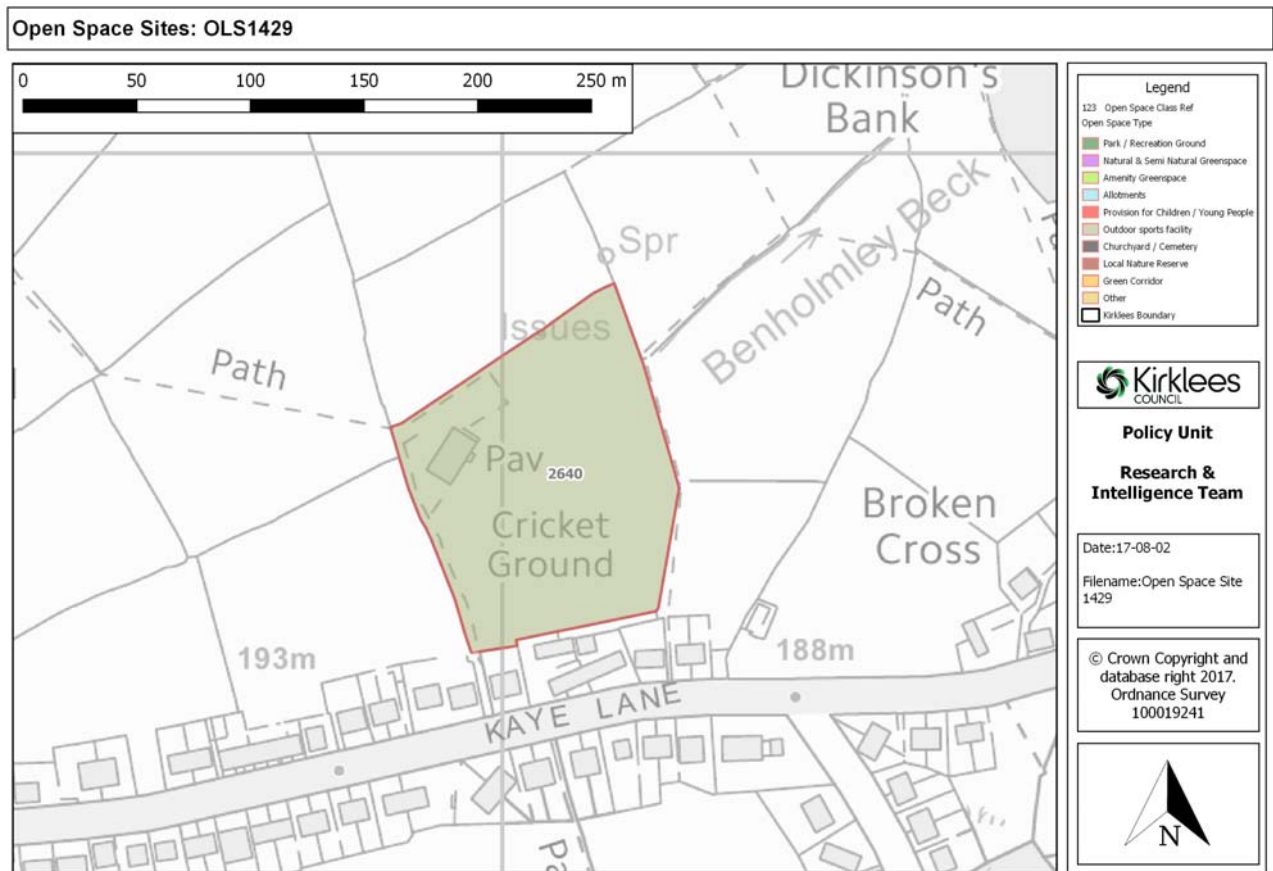 Open Space Sites: OLS1429
0 50 100 150 200 250 m
Dickinson's
Bank
Spr
Benholmley Beck
Path
Issues
Path
Pav
2640
Cricket
Ground
Broken
Cross
193m
188m
KAYE LANE
Legend
123 Open Space Class Ref
Open Space Type
Park / Recreation Ground
Natural & Semi Natural Greenspace
Amenity Greenspace
Allotments
Provision for Children / Young People
Outdoor sports facility
Churchyard / Cemetery
Local Nature Reserve
Green Corridor
Other
Kirklees Boundary
Kirklees
COUNCIL
Policy Unit
Research &
Intelligence Team
Date:17-08-02
Filename:Open Space Site
1429
© Crown Copyright and
database right 2017.
Ordnance Survey
100019241
N